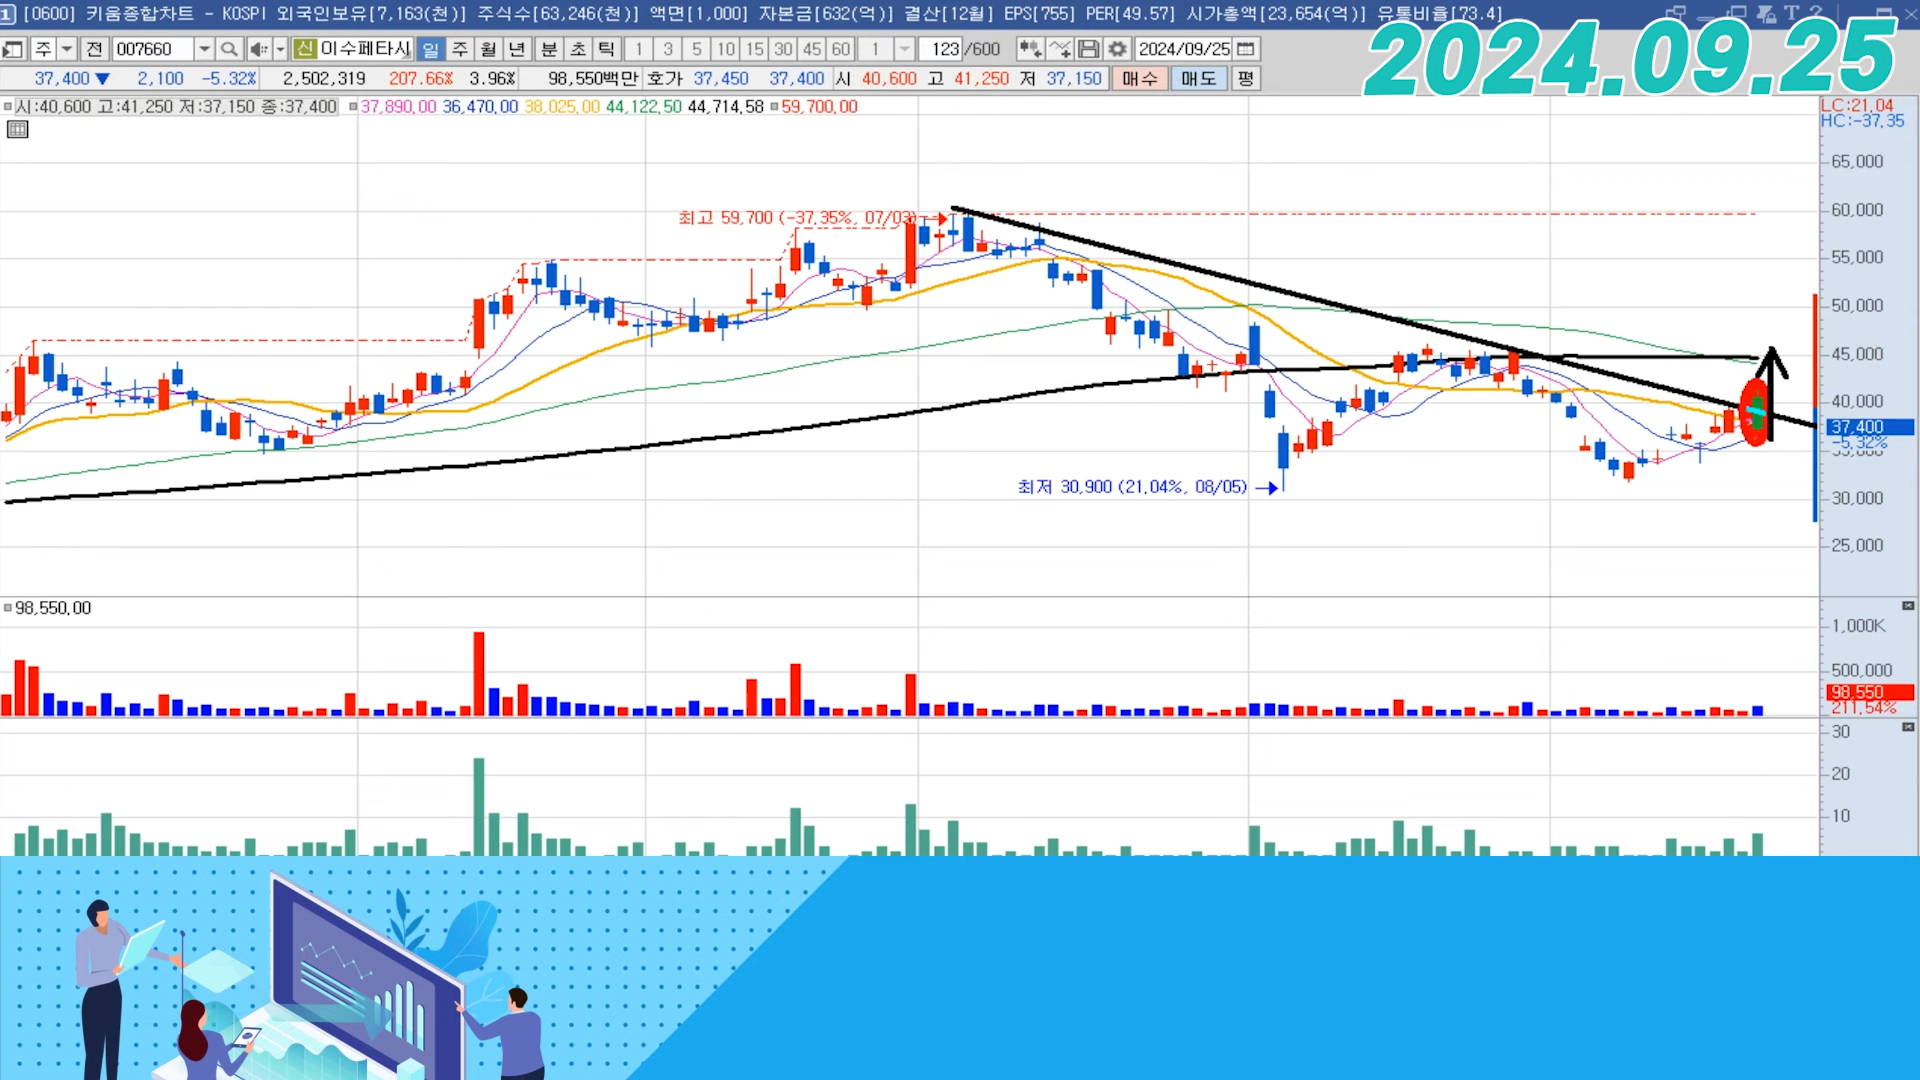 1 [0600] 키움종합차트 - KOSPI 외국인보유[7,163(천)] 주식수[63,246(천)] 액면[1,000] 자본금[632(억)] 결산[12월] EPS[755] PER[49.57] 시가총액[23,654(억)] 유통비율[73.4]
주 전 007660 신 이수페타시 일 주 월 년 분 초 틱 1 3 5 10 15 30 45 60 1 123 /600 2024/09/25
2024.09.25
37,400 ▼ 2,100 -5.32% 2,502,319 207.66% 3.96% 98,550백만 호가 37,450 37,400 시 40,600 고 41,250 저 37,150 매수 매도 평
시:40,600 고:41,250 저:37,150 종:37,400 37,890,00 36,470,00 38,025,00 44,122,50 44,714,58 59,700,00
LC:21,04
HC:-37,35
65,000
최고 59,700 (-37,35%, 07/03)
60,000
55,000
50,000
45,000
40,000
37,400
-5,32%
35,000
최저 30,900 (21,04%, 08/05)
30,000
25,000
98,550,00
1,000K
500,000
98,550
211,54%
30
20
10